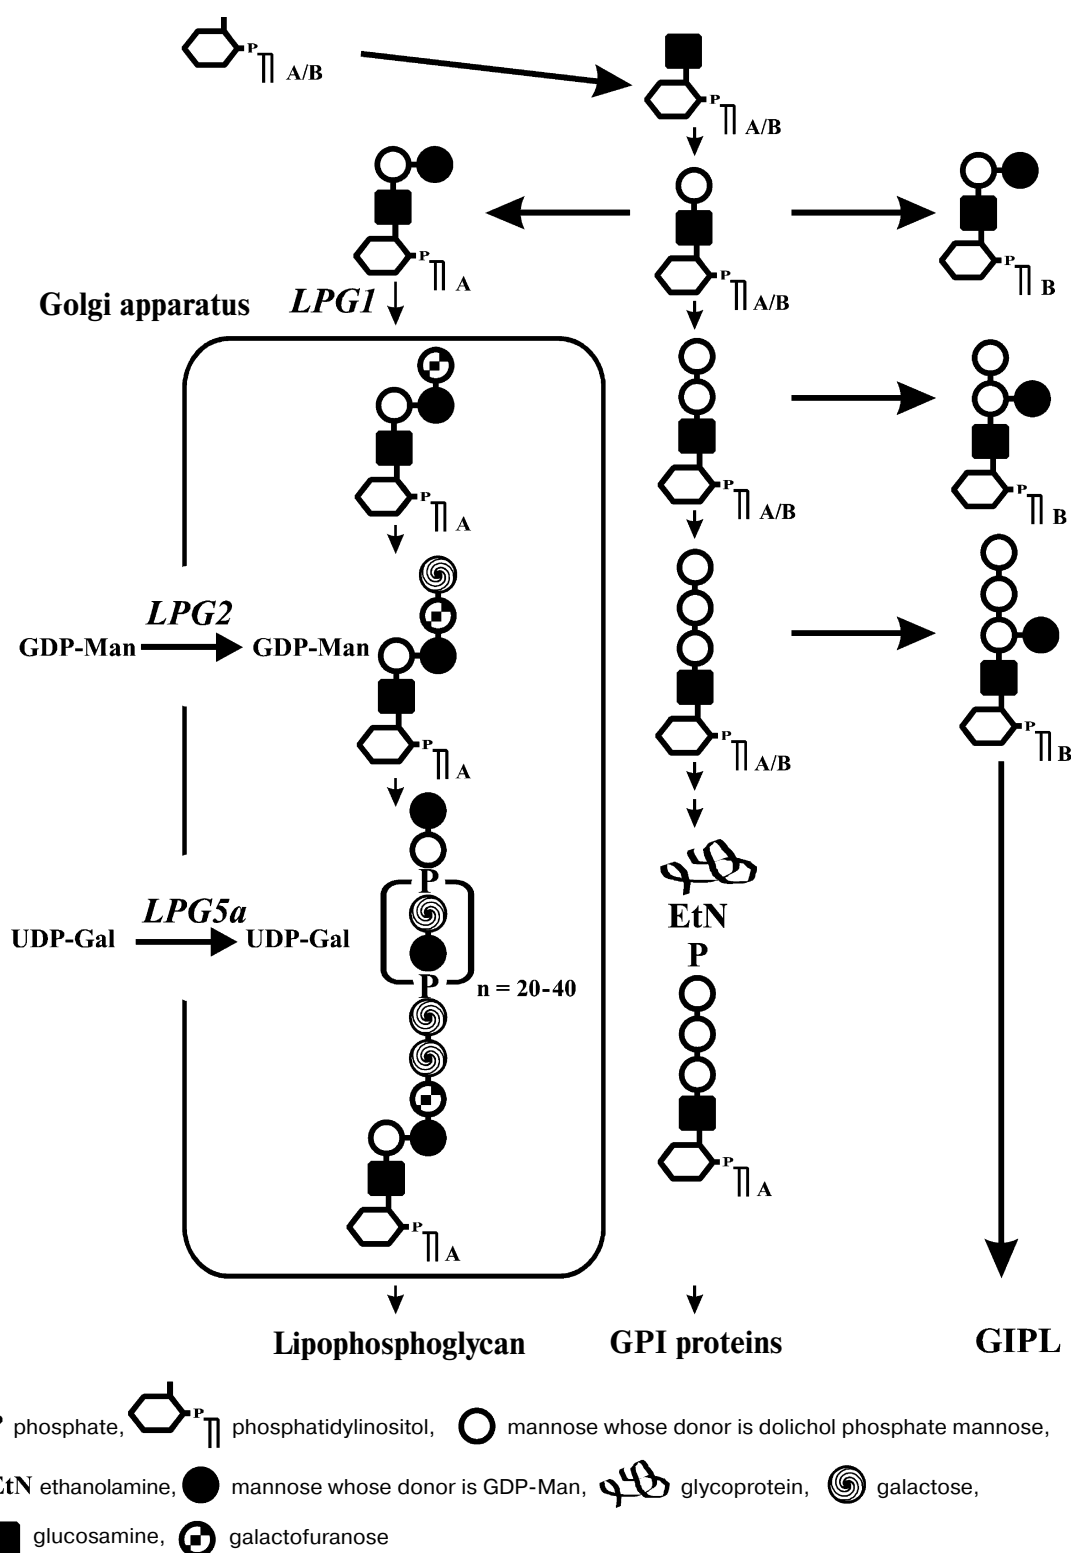 P A/B
P A/B
P A
P A/B
P B
Golgi apparatus
LPG1
P A
P A/B
P B
LPG2
GDP-Man GDP-Man
P A
P A/B
P B
P
LPG5a
UDP-Gal UDP-Gal
P
n = 20-40
EtN
P
P A
P A
Lipophosphoglycan
GPI proteins
GIPL
P phosphate, P phosphatidylinositol, mannose whose donor is dolichol phosphate mannose,
EtN ethanolamine, mannose whose donor is GDP-Man, glycoprotein, galactose,
glucosamine, galactofuranose